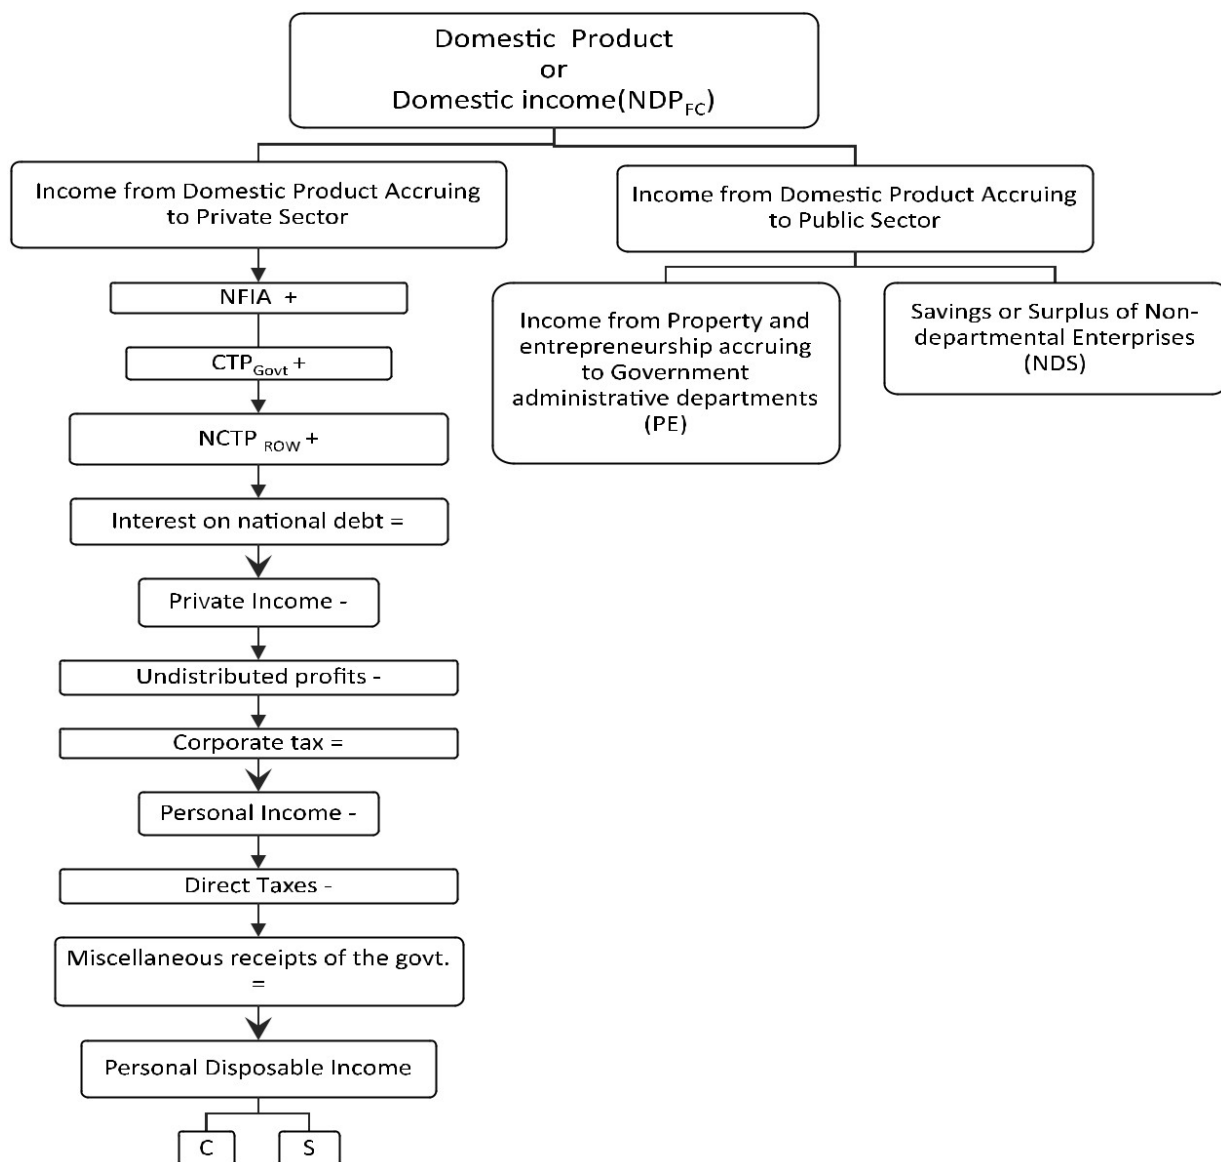 Domestic Product
or
Domestic income(NDP_FC)
Income from Domestic Product Accruing
to Private Sector
Income from Domestic Product Accruing
to Public Sector
NFIA +
CTP_Govt +
NCTP _ROW +
Interest on national debt =
Private Income -
Undistributed profits -
Corporate tax =
Personal Income -
Direct Taxes -
Miscellaneous receipts of the govt.
=
Personal Disposable Income
C
S
Income from Property and
entrepreneurship accruing
to Government
administrative departments
(PE)
Savings or Surplus of Non-
departmental Enterprises
(NDS)